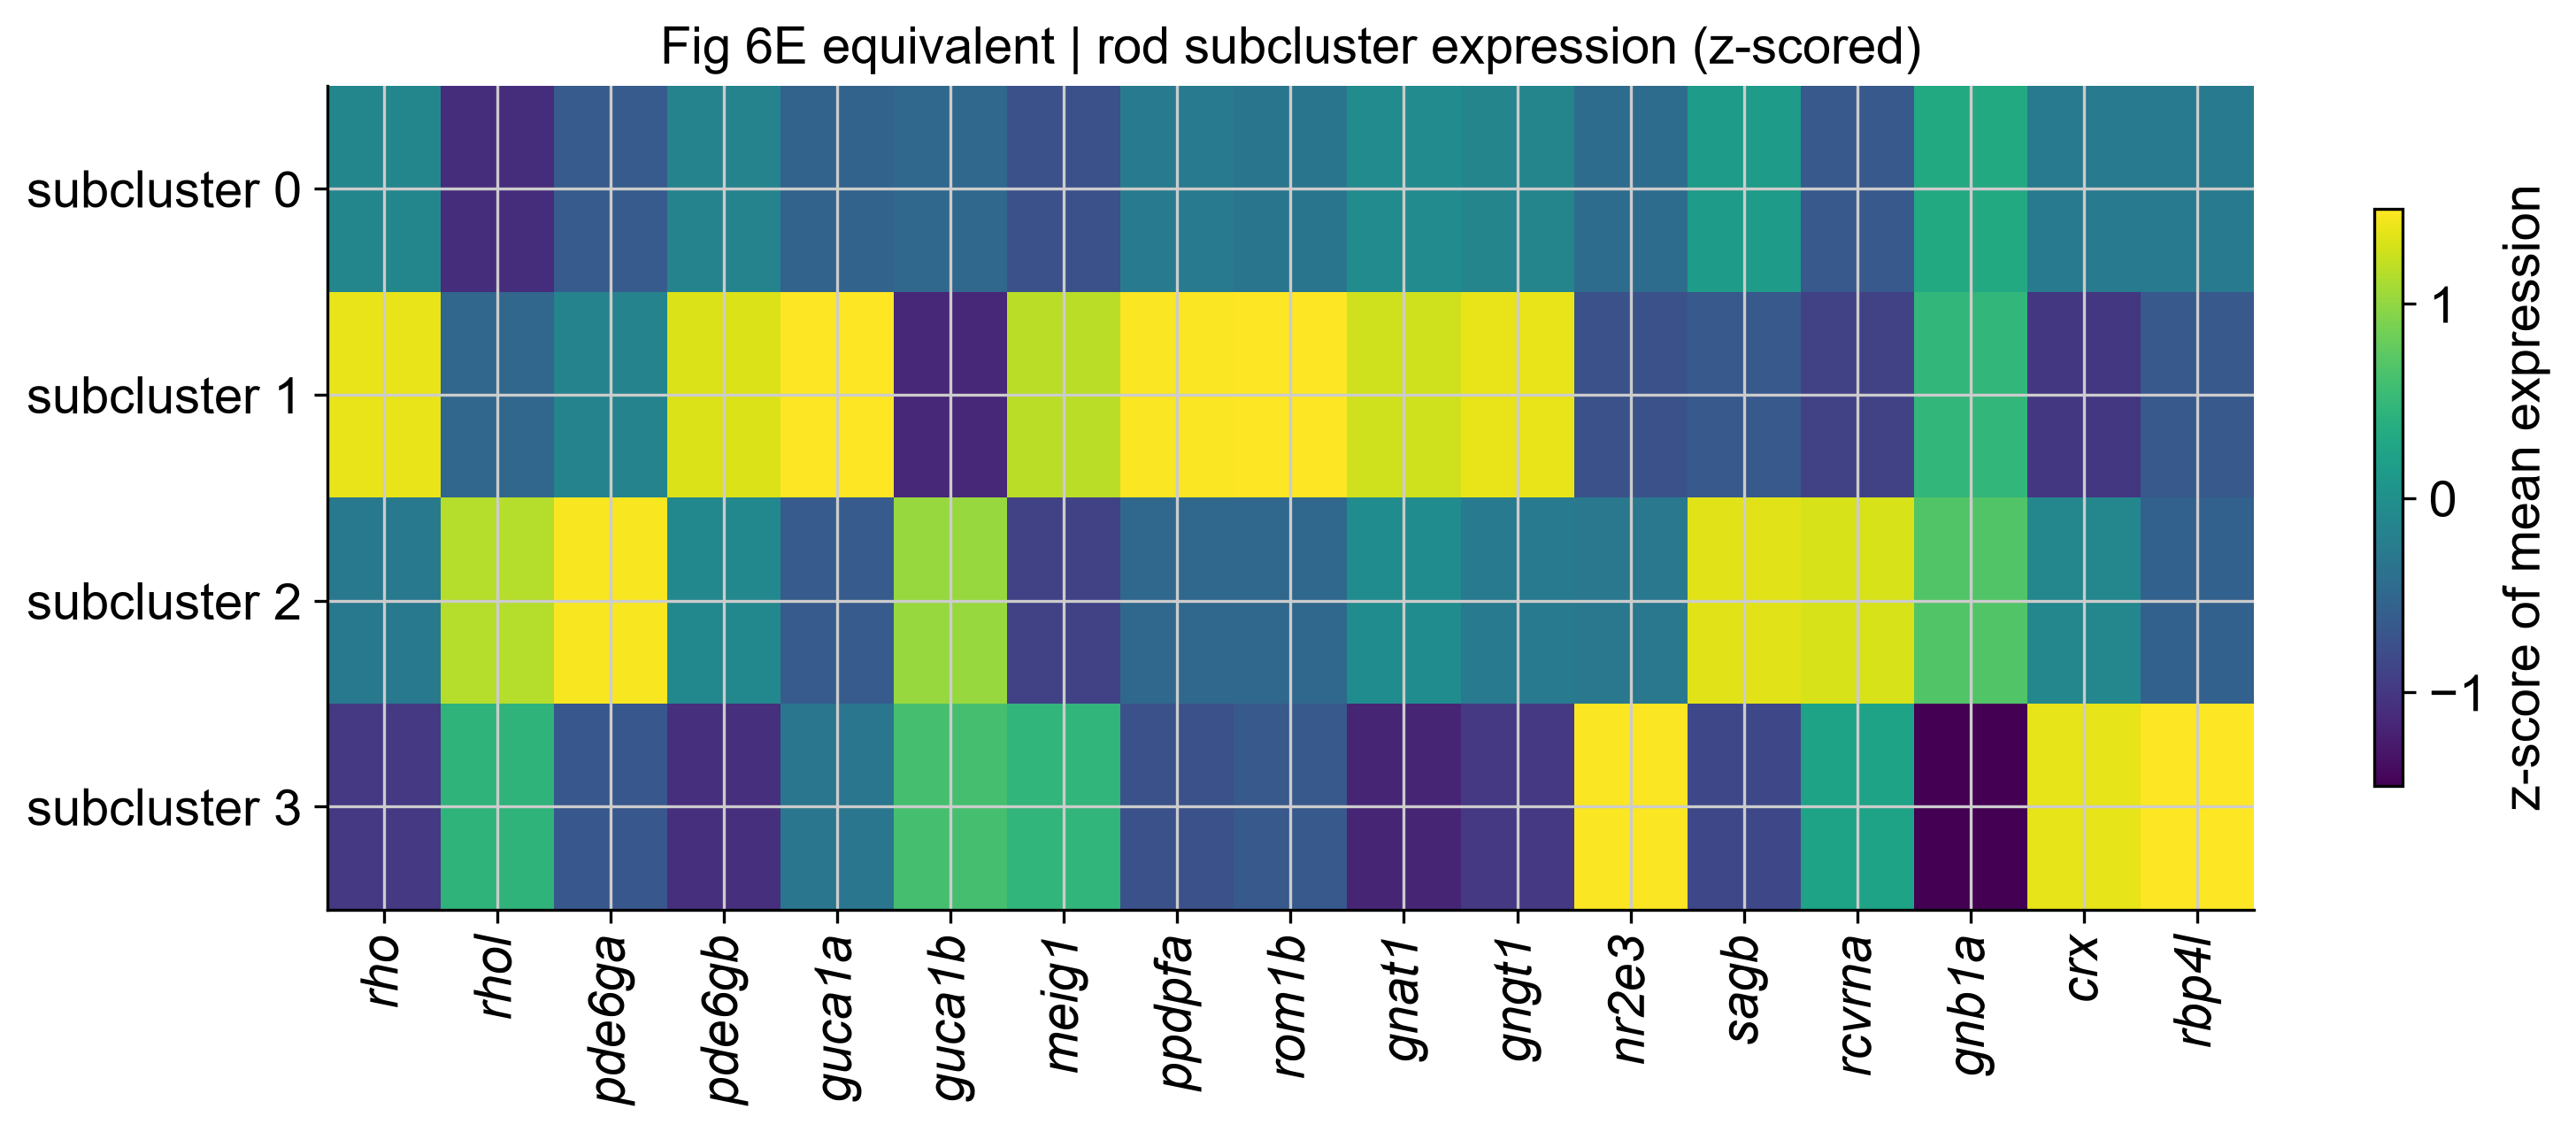 Fig 6E equivalent | rod subcluster expression (z-scored)
subcluster 0
subcluster 1
subcluster 2
subcluster 3
rho
rhol
pde6ga
pde6gb
guca1a
guca1b
meig1
ppdpfa
rom1b
gnat1
gngt1
nr2e3
sagb
rcvrna
gnb1a
crx
rbp4l
1
0
−1
z-score of mean expression